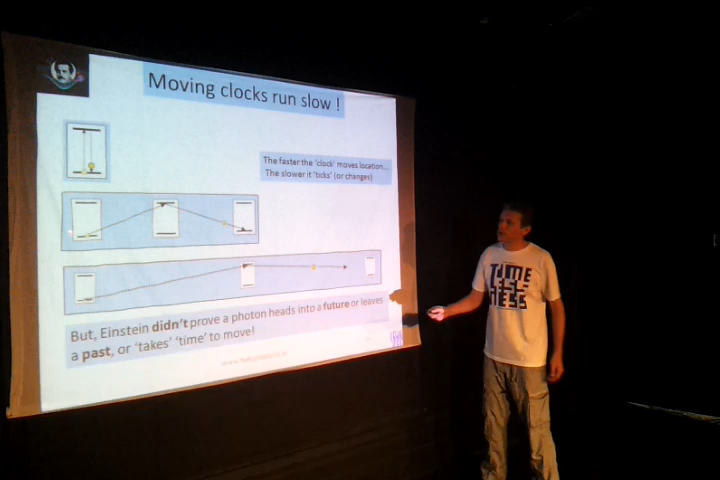 Moving clocks run slow !
The faster the 'clock' moves location...
The slower it 'ticks' (or changes)
But, Einstein didn't prove a photon heads into a future or leaves
a past, or 'takes' 'time' to move!
TIME
LESS
NESS